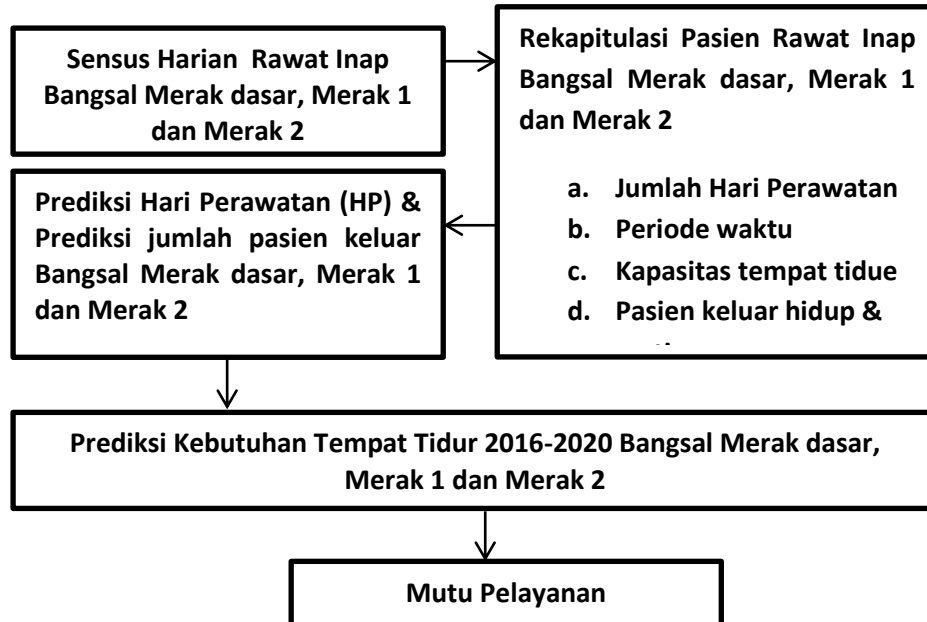 Sensus Harian Rawat Inap
Bangsal Merak dasar, Merak 1
dan Merak 2
Rekapitulasi Pasien Rawat Inap
Bangsal Merak dasar, Merak 1
dan Merak 2
a. Jumlah Hari Perawatan
b. Periode waktu
c. Kapasitas tempat tidue
d. Pasien keluar hidup &
Prediksi Hari Perawatan (HP) &
Prediksi jumlah pasien keluar
Bangsal Merak dasar, Merak 1
dan Merak 2
Prediksi Kebutuhan Tempat Tidur 2016-2020 Bangsal Merak dasar,
Merak 1 dan Merak 2
Mutu Pelayanan